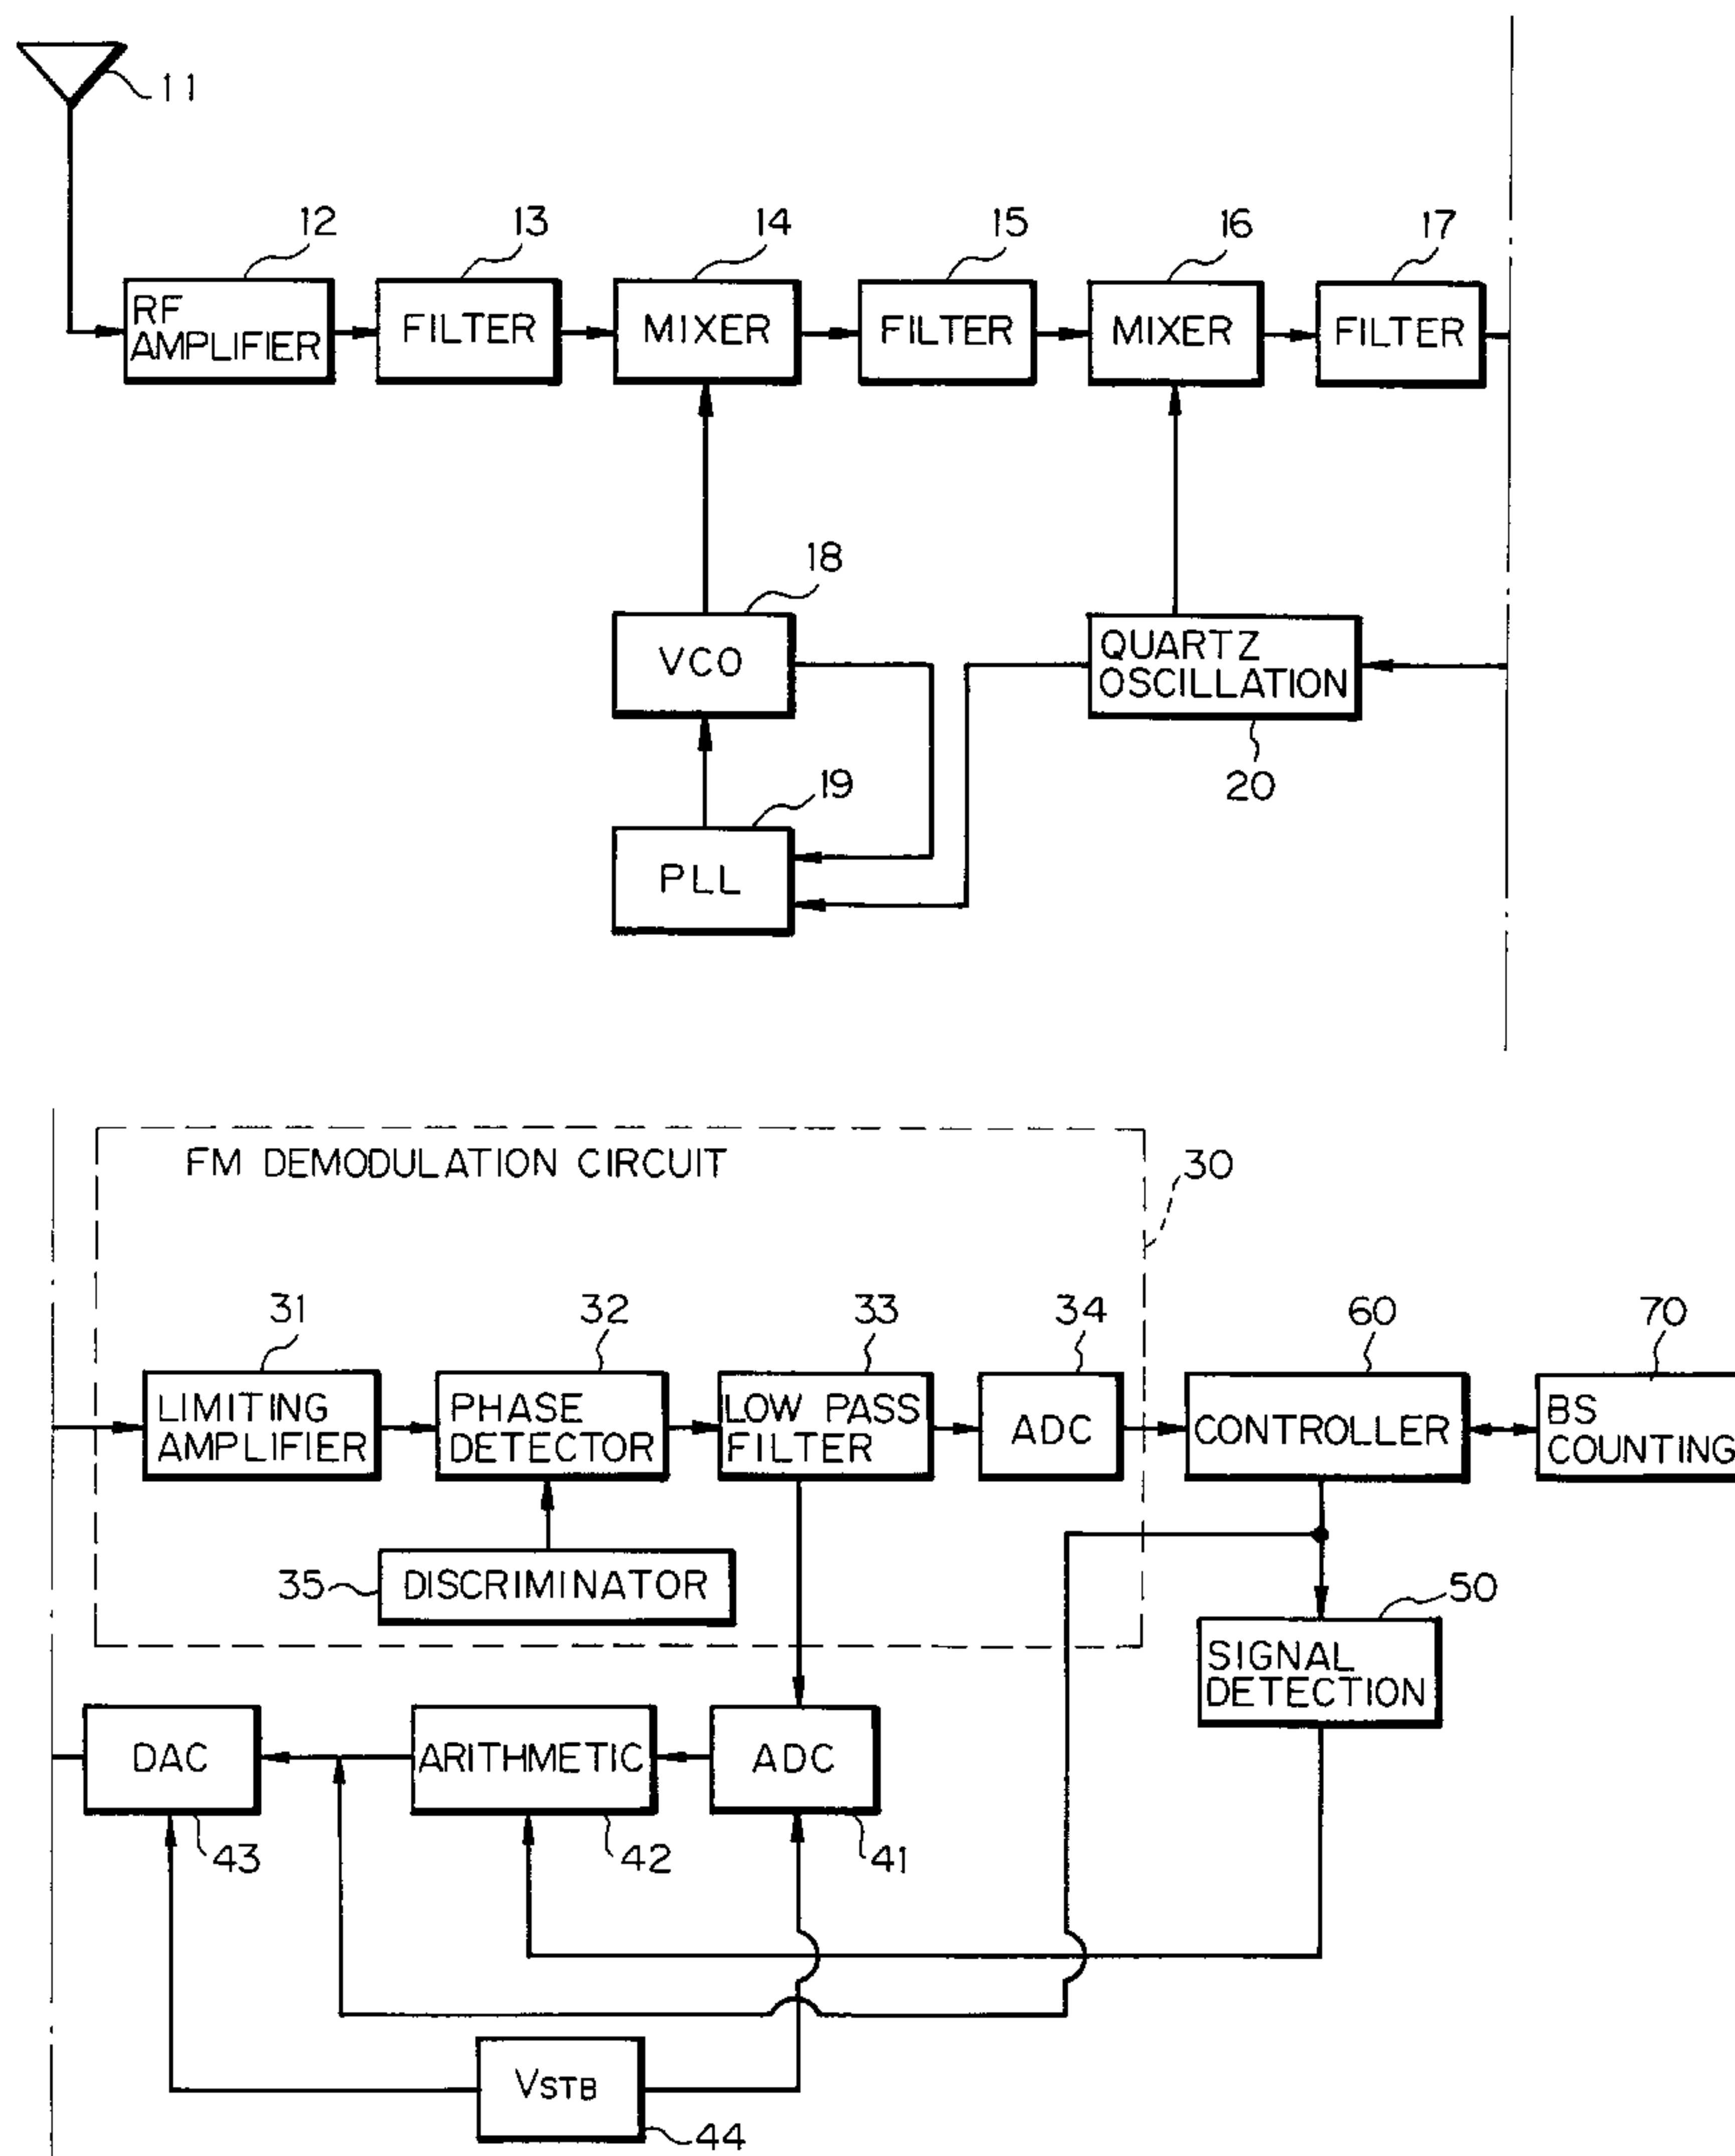 11
12
13
14
15
16
17
RF
AMPLIFIER
FILTER
MIXER
FILTER
MIXER
FILTER
18
VCO
QUARTZ
OSCILLATION
20
19
PLL
FM DEMODULATION CIRCUIT
30
31
32
33
34
60
70
LIMITING
AMPLIFIER
PHASE
DETECTOR
LOW PASS
FILTER
ADC
CONTROLLER
BS
COUNTING
35
DISCRIMINATOR
50
SIGNAL
DETECTION
DAC
ARITHMETIC
ADC
43
42
41
VSTB
44